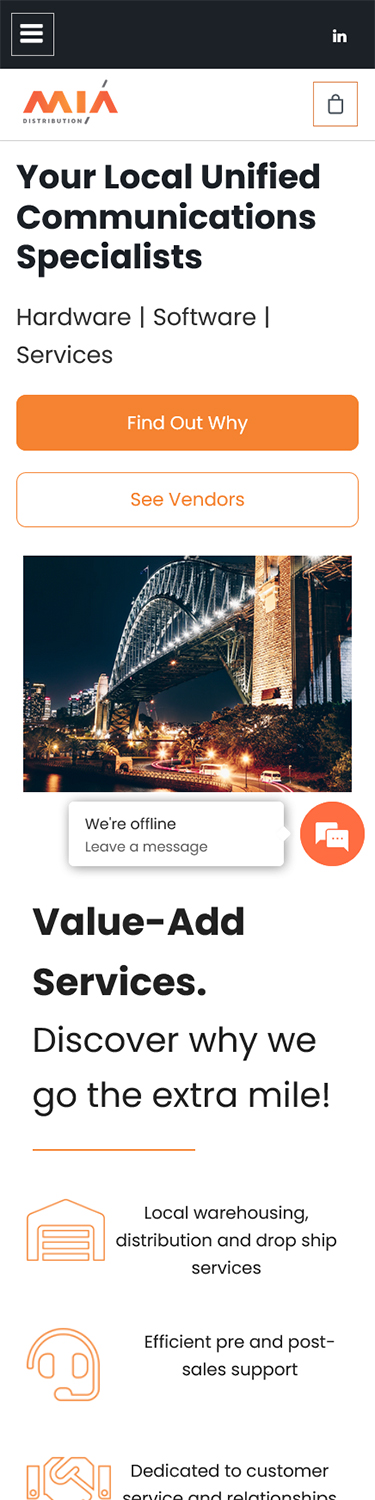 in
MIA
DISTRIBUTION
Your Local Unified
Communications
Specialists
Hardware | Software |
Services
Find Out Why
See Vendors
We're offline
Leave a message
Value-Add
Services.
Discover why we
go the extra mile!
Local warehousing,
distribution and drop ship
services
Efficient pre and post-
sales support
Dedicated to customer
service and relationships